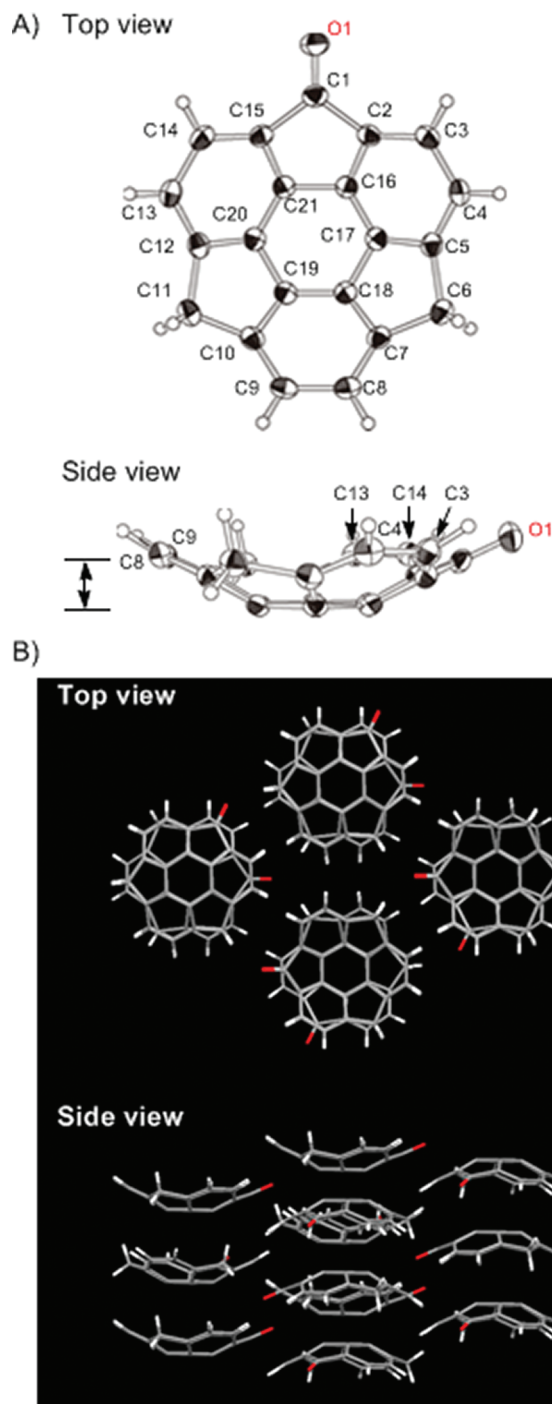 A) Top view
O1
C1
C15 C2
C14 C3
C16
C21
C13 C20 C4
C12 C17 C5
C19
C11 C18 C6
C10 C7
C9 C8
Side view
C13 C14 C3
C4
O1
C9
C8
B)
Top view
Side view